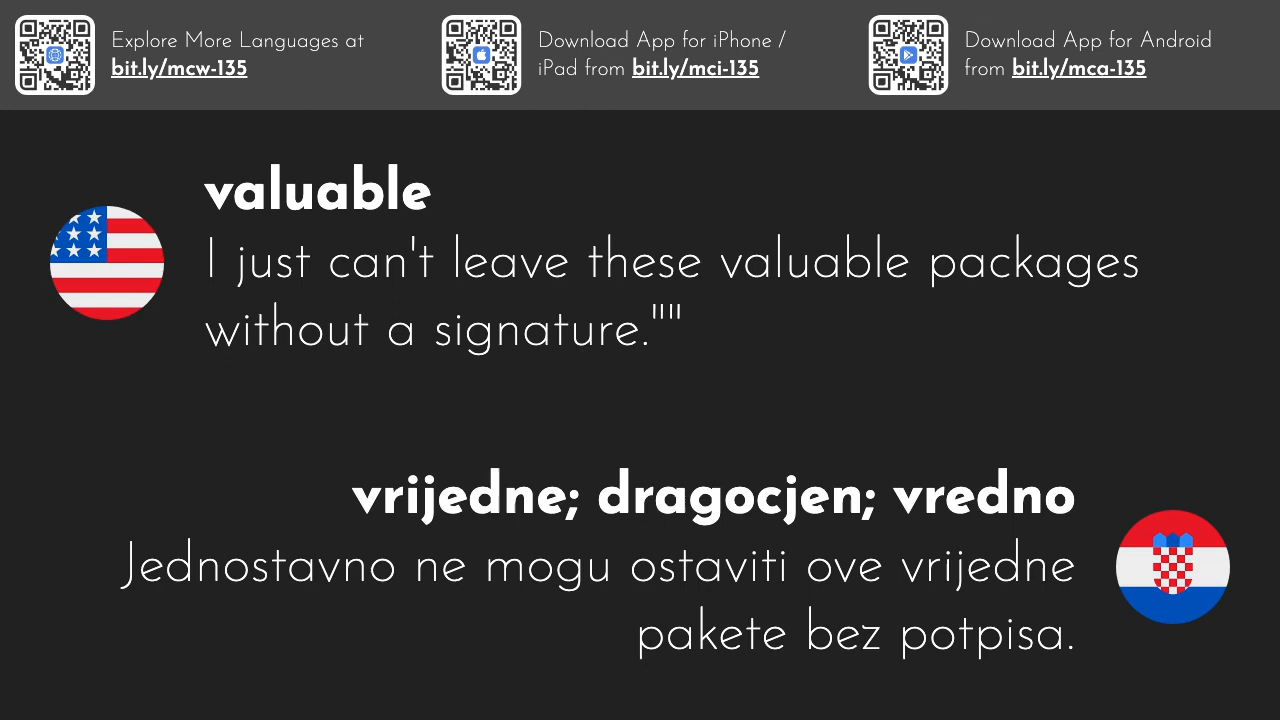 Explore More Languages at
bit.ly/mcw-135
Download App for iPhone /
iPad from bit.ly/mci-135
Download App for Android
from bit.ly/mca-135
valuable
I just can't leave these valuable packages
without a signature.""
vrijedne; dragocjen; vredno
Jednostavno ne mogu ostaviti ove vrijedne
pakete bez potpisa.